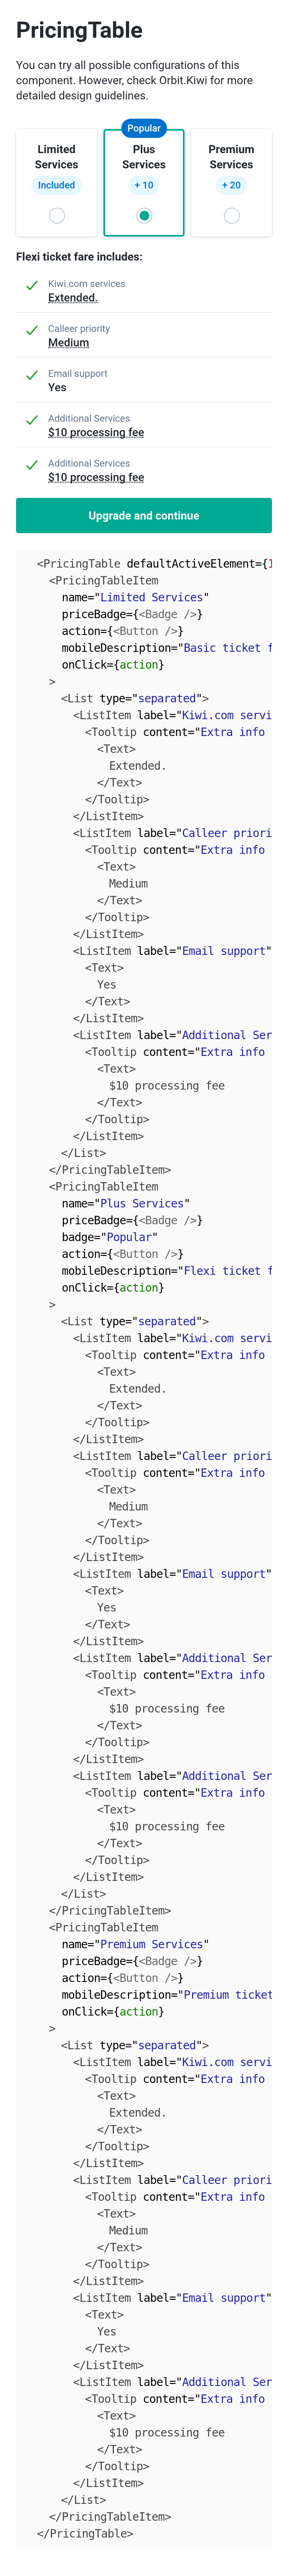 PricingTable
You can try all possible configurations of this
component. However, check Orbit.Kiwi for more
detailed design guidelines.
Popular
Limited
Services
Included
Plus
Services
+ 10
Premium
Services
+ 20
Flexi ticket fare includes:
Kiwi.com services
Extended.
Calleer priority
Medium
Email support
Yes
Additional Services
$10 processing fee
Additional Services
$10 processing fee
Upgrade and continue
<PricingTable defaultActiveElement={1
<PricingTableItem
name="Limited Services"
priceBadge={<Badge />}
action={<Button />}
mobileDescription="Basic ticket f
onClick={action}
>
<List type="separated">
<ListItem label="Kiwi.com servi
<Tooltip content="Extra info
<Text>
Extended.
</Text>
</Tooltip>
</ListItem>
<ListItem label="Calleer priori
<Tooltip content="Extra info
<Text>
Medium
</Text>
</Tooltip>
</ListItem>
<ListItem label="Email support"
<Text>
Yes
</Text>
</ListItem>
<ListItem label="Additional Ser
<Tooltip content="Extra info
<Text>
$10 processing fee
</Text>
</Tooltip>
</ListItem>
</List>
</PricingTableItem>
<PricingTableItem
name="Plus Services"
priceBadge={<Badge />}
badge="Popular"
action={<Button />}
mobileDescription="Flexi ticket f
onClick={action}
>
<List type="separated">
<ListItem label="Kiwi.com servi
<Tooltip content="Extra info
<Text>
Extended.
</Text>
</Tooltip>
</ListItem>
<ListItem label="Calleer priori
<Tooltip content="Extra info
<Text>
Medium
</Text>
</Tooltip>
</ListItem>
<ListItem label="Email support"
<Text>
Yes
</Text>
</ListItem>
<ListItem label="Additional Ser
<Tooltip content="Extra info
<Text>
$10 processing fee
</Text>
</Tooltip>
</ListItem>
<ListItem label="Additional Ser
<Tooltip content="Extra info
<Text>
$10 processing fee
</Text>
</Tooltip>
</ListItem>
</List>
</PricingTableItem>
<PricingTableItem
name="Premium Services"
priceBadge={<Badge />}
action={<Button />}
mobileDescription="Premium ticket
onClick={action}
>
<List type="separated">
<ListItem label="Kiwi.com servi
<Tooltip content="Extra info
<Text>
Extended.
</Text>
</Tooltip>
</ListItem>
<ListItem label="Calleer priori
<Tooltip content="Extra info
<Text>
Medium
</Text>
</Tooltip>
</ListItem>
<ListItem label="Email support"
<Text>
Yes
</Text>
</ListItem>
<ListItem label="Additional Ser
<Tooltip content="Extra info
<Text>
$10 processing fee
</Text>
</Tooltip>
</ListItem>
</List>
</PricingTableItem>
</PricingTable>